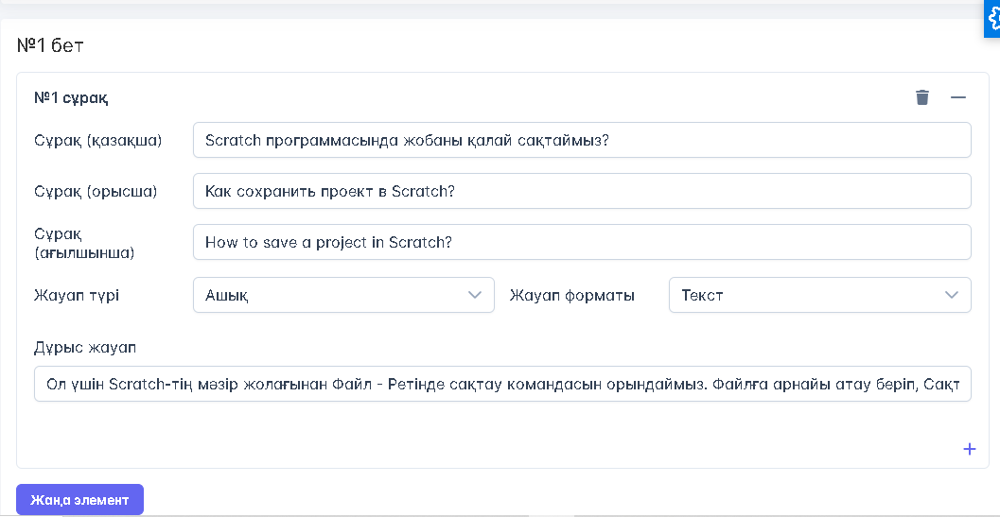 №1 бет
№1 сұрақ
Сұрақ (қазақша)
Scratch программасында жобаны қалай сақтаймыз?
Сұрақ (орысша)
Как сохранить проект в Scratch?
Сұрақ
(ағылшынша)
How to save a project in Scratch?
Жауап түрі
Ашық
Жауап форматы
Текст
Дұрыс жауап
Ол үшін Scratch-тің мәзір жолағынан Файл - Ретінде сақтау командасын орындаймыз. Файлға арнайы атау беріп, Сақт
Жаңа элемент